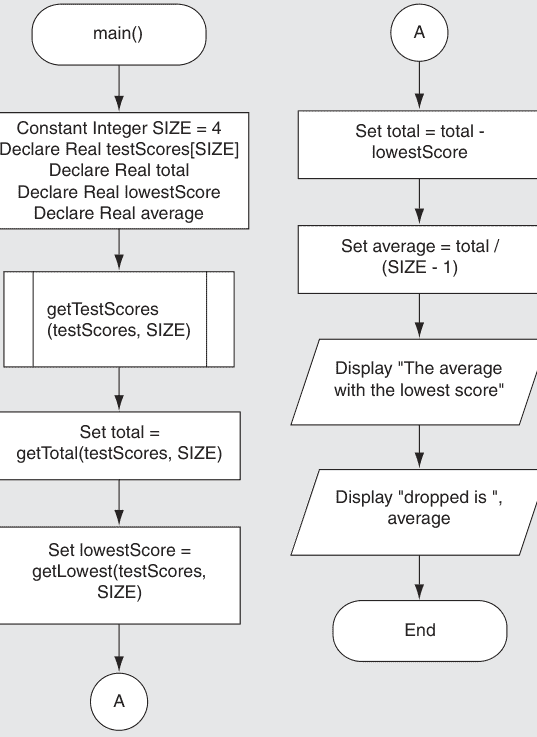 main()
Constant Integer SIZE = 4
Declare Real testScores[SIZE]
Declare Real total
Declare Real lowestScore
Declare Real average
getTestScores
(testScores, SIZE)
Set total =
getTotal(testScores, SIZE)
Set lowestScore =
getLowest(testScores,
SIZE)
A
A
Set total = total -
lowestScore
Set average = total /
(SIZE - 1)
Display "The average
with the lowest score"
Display "dropped is ",
average
End